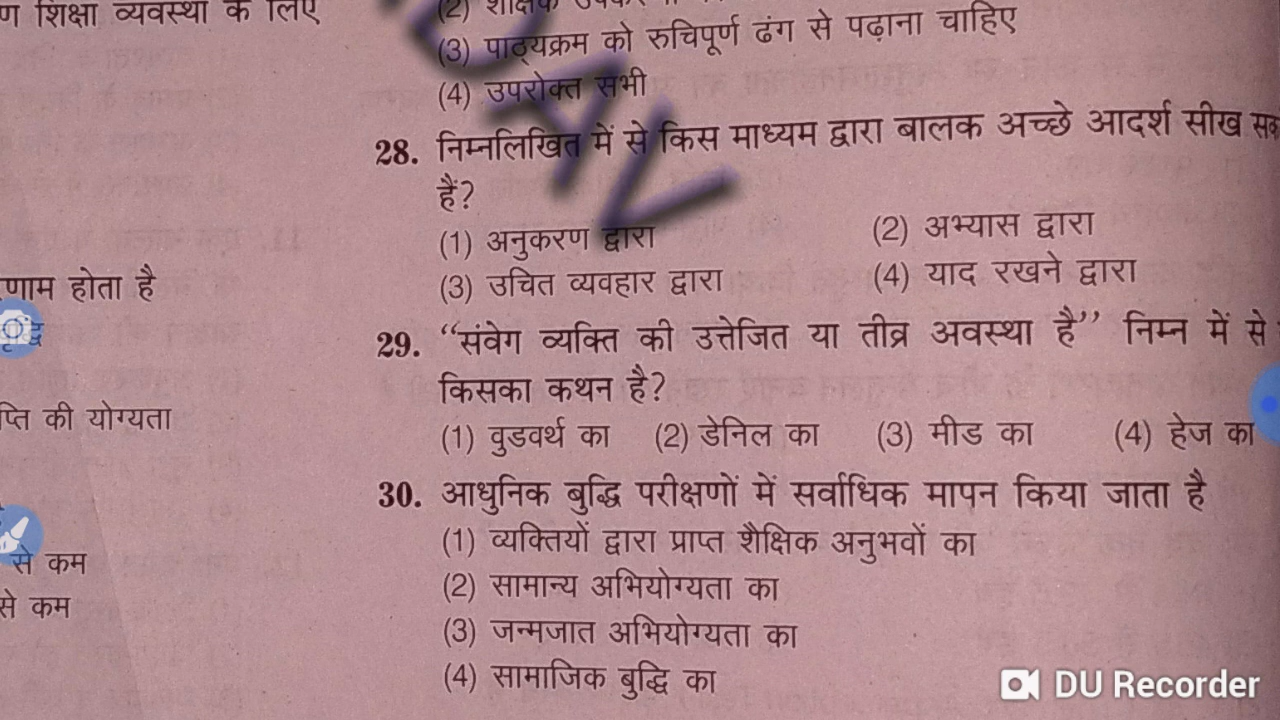 ण शिक्षा व्यवस्था के लिए
णाम होता है
प्ति की योग्यता
से कम
से कम
(2) शैक्षिक
(3) पाठ्यक्रम को रुचिपूर्ण ढंग से पढ़ाना चाहिए
(4) उपरोक्त सभी
28. निम्नलिखित में से किस माध्यम द्वारा बालक अच्छे आदर्श सीख सक
हैं?
(1) अनुकरण द्वारा (2) अभ्यास द्वारा
(3) उचित व्यवहार द्वारा (4) याद रखने द्वारा
29. “संवेग व्यक्ति की उत्तेजित या तीव्र अवस्था है” निम्न में से
किसका कथन है?
(1) वुडवर्थ का (2) डेनिल का (3) मीड का (4) हेज का
30. आधुनिक बुद्धि परीक्षणों में सर्वाधिक मापन किया जाता है
(1) व्यक्तियों द्वारा प्राप्त शैक्षिक अनुभवों का
(2) सामान्य अभियोग्यता का
(3) जन्मजात अभियोग्यता का
(4) सामाजिक बुद्धि का
DU Recorder